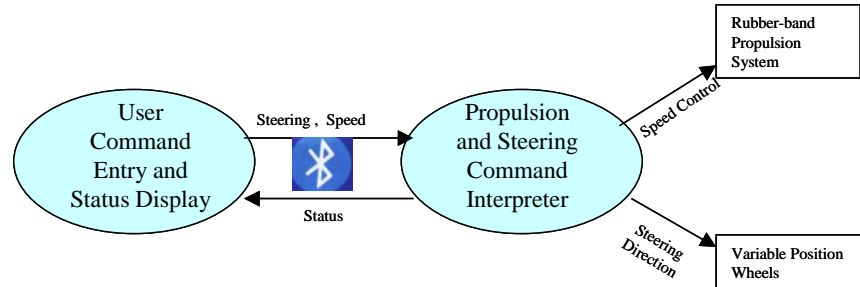 User
Command
Entry and
Status Display
Steering , Speed
Status
Propulsion
and Steering
Command
Interpreter
Speed Control
Rubber-band
Propulsion
System
Steering
Direction
Variable Position
Wheels